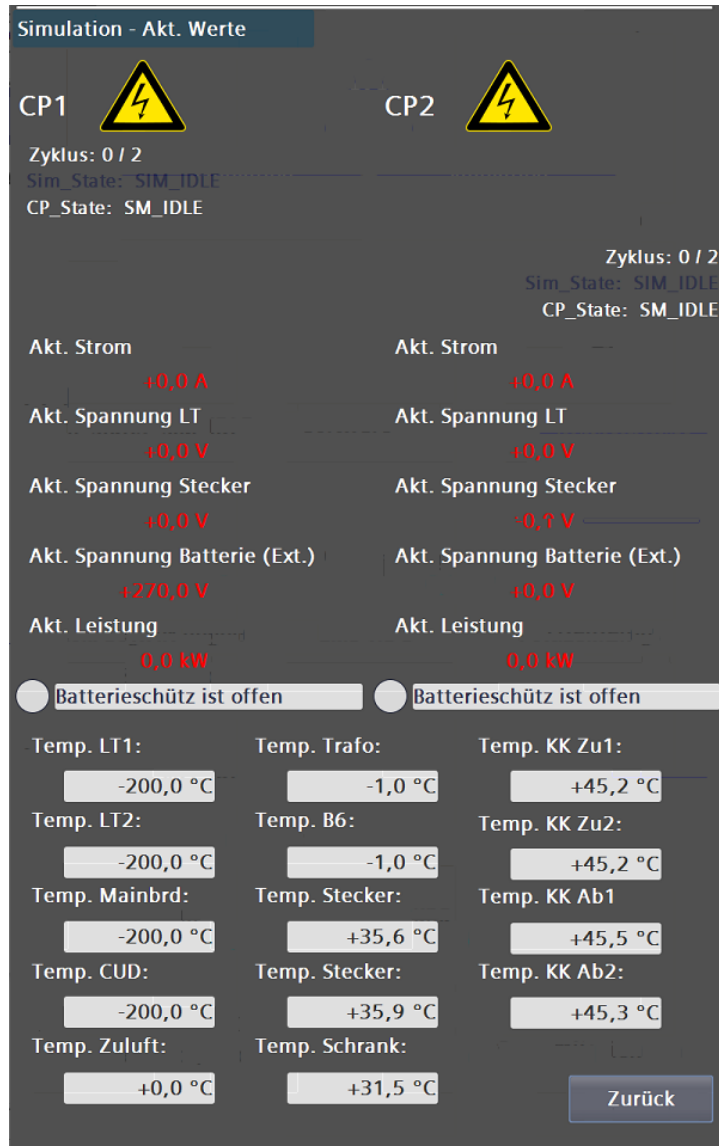 Simulation - Akt. Werte
CP1
CP2
Zyklus: 0 / 2
Sim_State: SIM_IDLE
CP_State: SM_IDLE
Zyklus: 0 / 2
Sim_State: SIM_IDLE
CP_State: SM_IDLE
Akt. Strom
+0,0 A
Akt. Spannung LT
+0,0 V
Akt. Spannung Stecker
+0,0 V
Akt. Spannung Batterie (Ext.)
+270,0 V
Akt. Leistung
0,0 kW
Batterieschütz ist offen
Akt. Strom
+0,0 A
Akt. Spannung LT
+0,0 V
Akt. Spannung Stecker
V
Akt. Spannung Batterie (Ext.)
+0,0 V
Akt. Leistung
0,0 kW
Batterieschütz ist offen
Temp. LT1:
-200,0 °C
Temp. LT2:
-200,0 °C
Temp. Mainbrd:
-200,0 °C
Temp. CUD:
-200,0 °C
Temp. Zuluft:
+0,0 °C
Temp. Trafo:
-1,0 °C
Temp. B6:
-1,0 °C
Temp. Stecker:
+35,6 °C
Temp. Stecker:
+35,9 °C
Temp. Schrank:
+31,5 °C
Temp. KK Zu1:
+45,2 °C
Temp. KK Zu2:
+45,2 °C
Temp. KK Ab1
+45,5 °C
Temp. KK Ab2:
+45,3 °C
Zurück